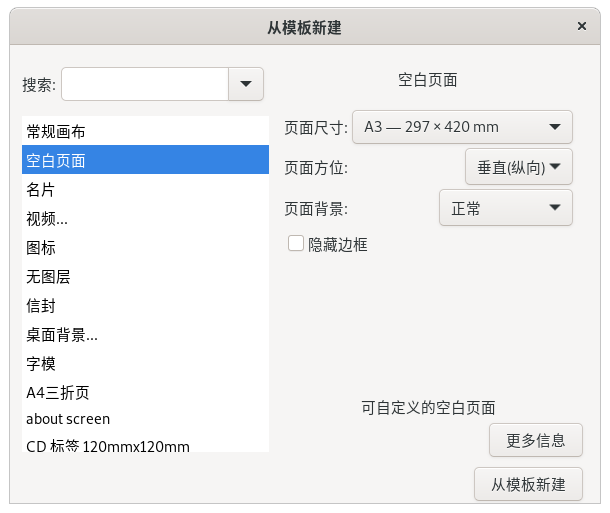 从模板新建
搜索:
常规画布
空白页面
名片
视频...
图标
无图层
信封
桌面背景...
字模
A4三折页
about screen
CD 标签 120mmx120mm
空白页面
页面尺寸: A3 — 297 × 420 mm
页面方位: 垂直(纵向)
页面背景: 正常
隐藏边框
可自定义的空白页面
更多信息
从模板新建